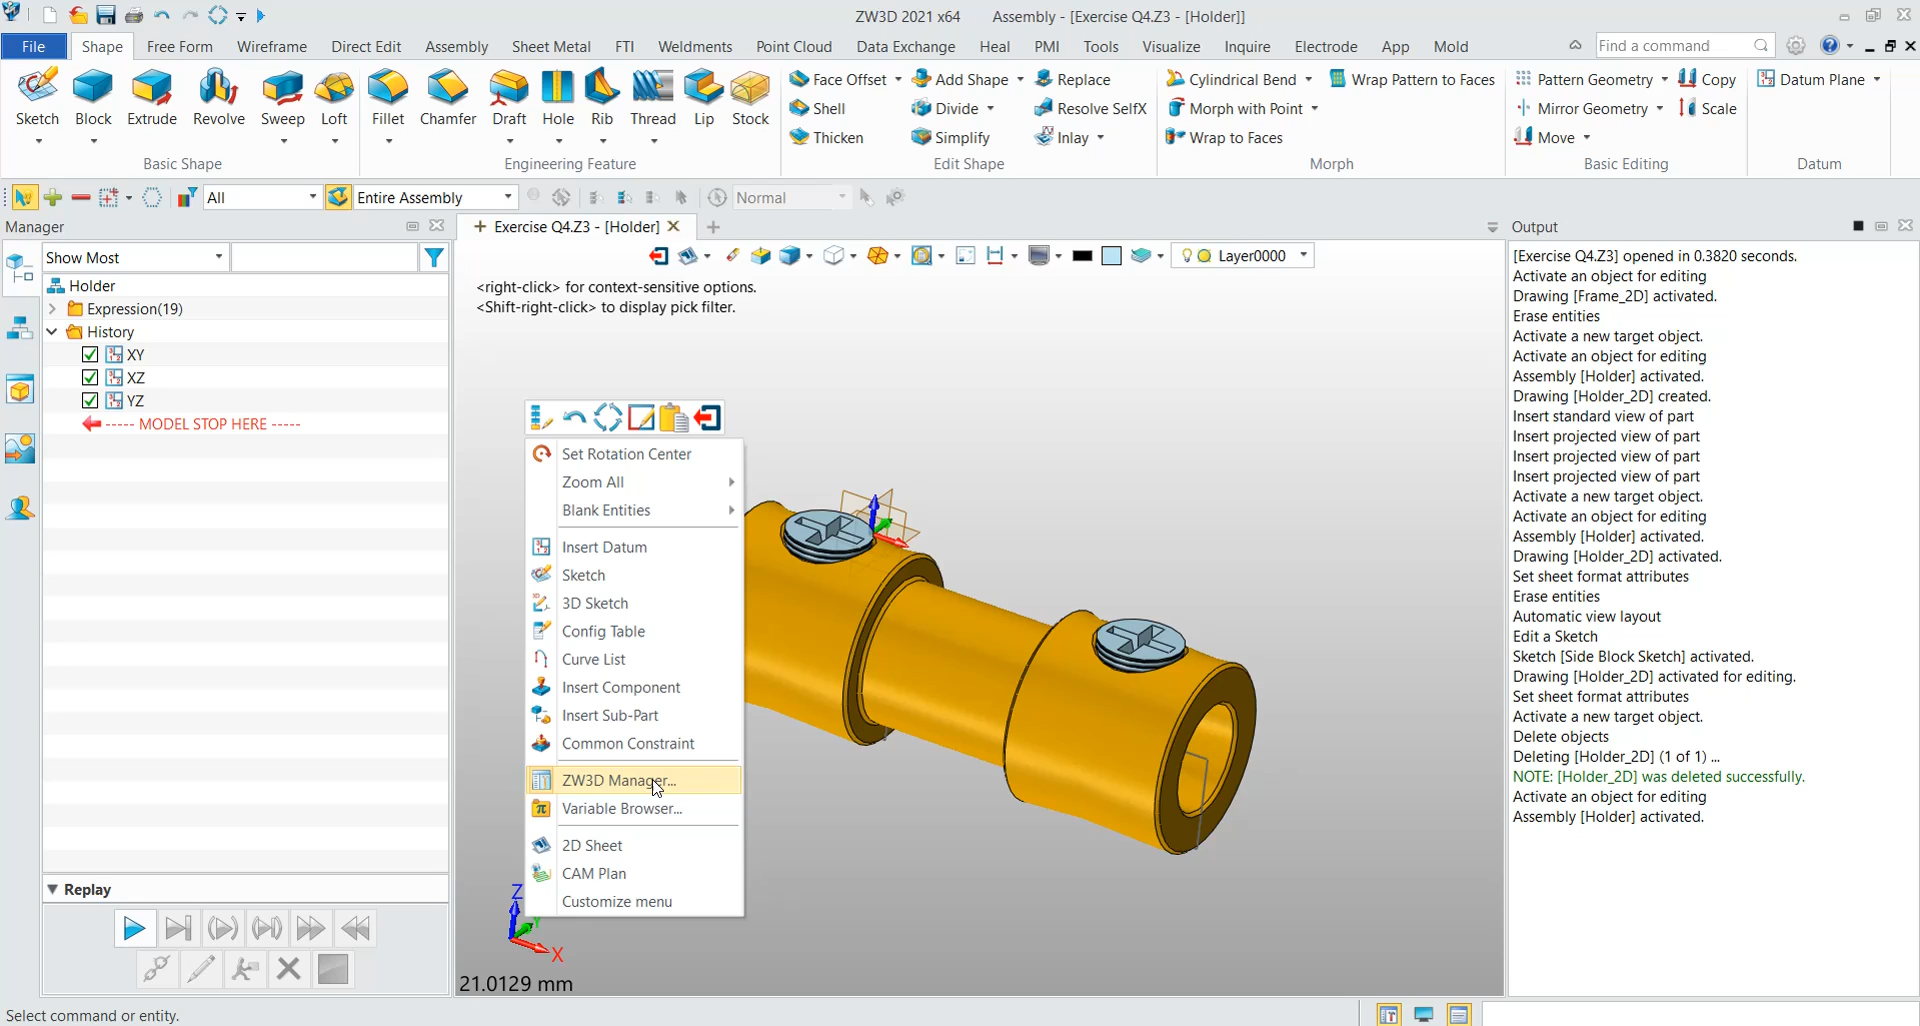 ZW3D 2021 x64 Assembly - [Exercise Q4.Z3 - [Holder]]
File Shape Free Form Wireframe Direct Edit Assembly Sheet Metal FTI Weldments Point Cloud Data Exchange Heal PMI Tools Visualize Inquire Electrode App Mold Find a command
Sketch Block Extrude Revolve Sweep Loft
Basic Shape
Fillet Chamfer Draft Hole Rib Thread Lip Stock
Engineering Feature
Face Offset Add Shape Replace
Shell Divide Resolve SelfX
Thicken Simplify Inlay
Edit Shape
Cylindrical Bend Wrap Pattern to Faces
Morph with Point
Wrap to Faces
Morph
Pattern Geometry Copy
Mirror Geometry Scale
Move
Basic Editing
Datum Plane
Datum
All Entire Assembly Normal
Manager
Show Most
Holder
Expression(19)
History
XY
XZ
YZ
----- MODEL STOP HERE -----
Replay
Exercise Q4.Z3 - [Holder]
Layer0000
<right-click> for context-sensitive options.
<Shift-right-click> to display pick filter.
Set Rotation Center
Zoom All
Blank Entities
Insert Datum
Sketch
3D Sketch
Config Table
Curve List
Insert Component
Insert Sub-Part
Common Constraint
ZW3D Manager...
Variable Browser...
2D Sheet
CAM Plan
Customize menu
Z
Y
X
21.0129 mm
Output
[Exercise Q4.Z3] opened in 0.3820 seconds.
Activate an object for editing
Drawing [Frame_2D] activated.
Erase entities
Activate a new target object.
Activate an object for editing
Assembly [Holder] activated.
Drawing [Holder_2D] created.
Insert standard view of part
Insert projected view of part
Insert projected view of part
Insert projected view of part
Activate a new target object.
Activate an object for editing
Assembly [Holder] activated.
Drawing [Holder_2D] activated.
Set sheet format attributes
Erase entities
Automatic view layout
Edit a Sketch
Sketch [Side Block Sketch] activated.
Drawing [Holder_2D] activated for editing.
Set sheet format attributes
Activate a new target object.
Delete objects
Deleting [Holder_2D] (1 of 1) ...
NOTE: [Holder_2D] was deleted successfully.
Activate an object for editing
Assembly [Holder] activated.
Select command or entity.